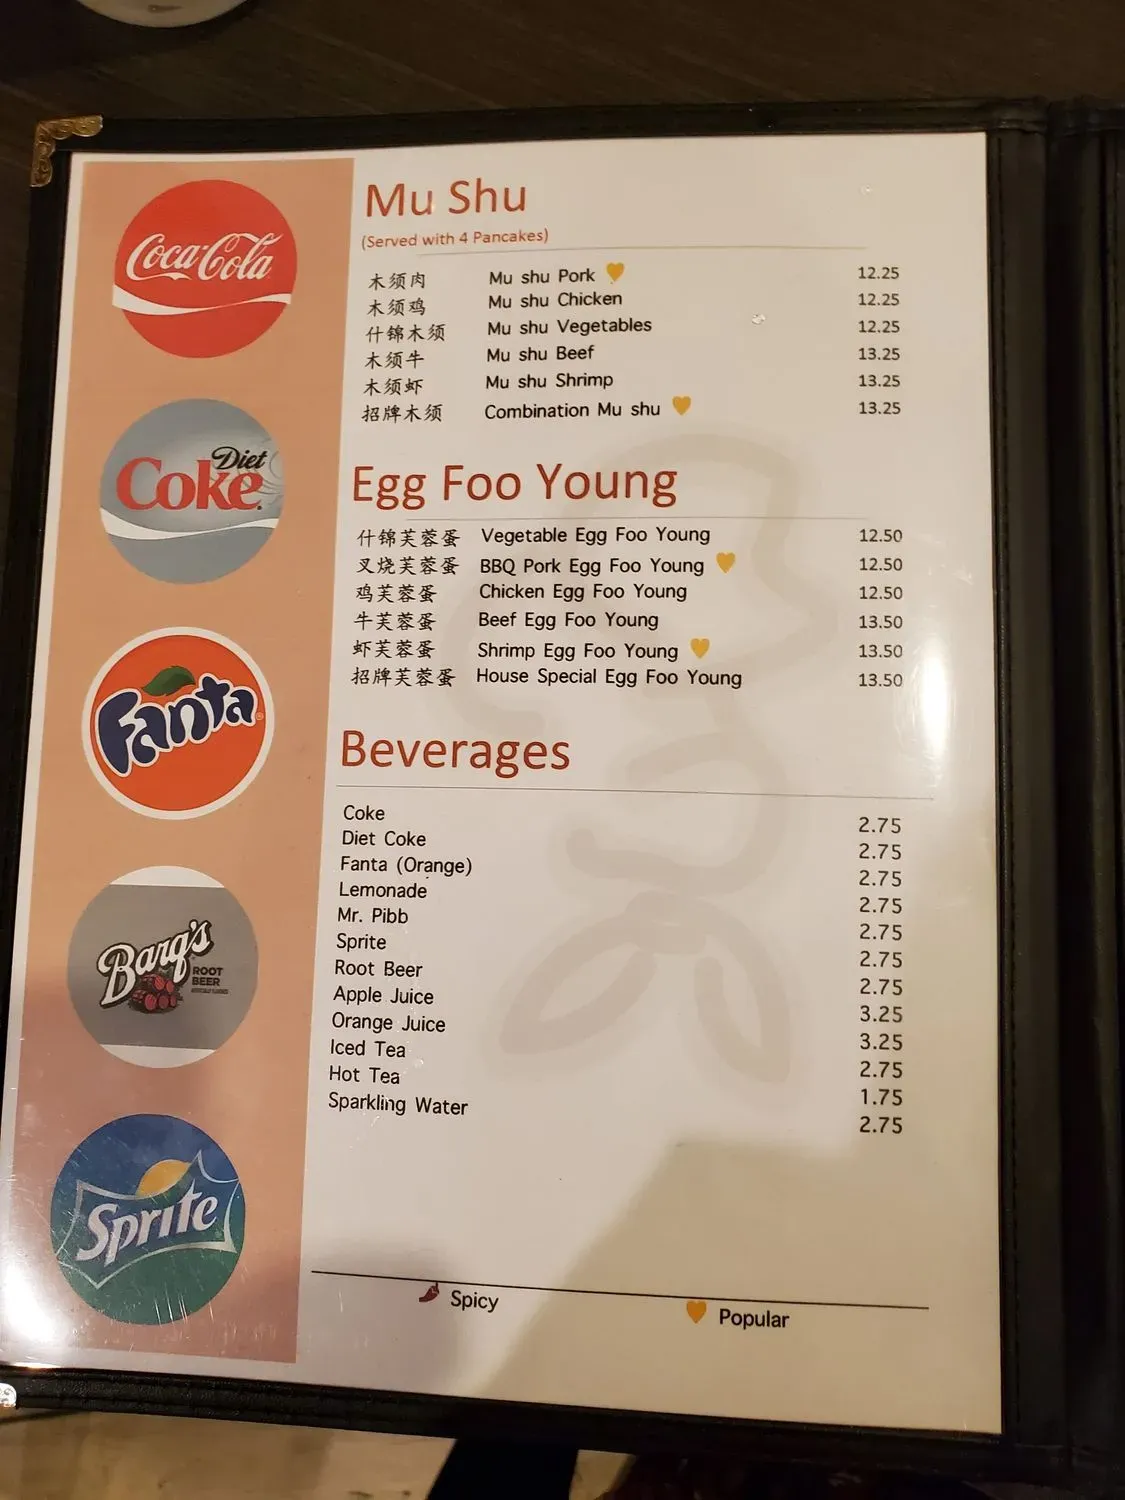 Coca-Cola
Diet
Coke
Fanta
Barq's
ROOT
BEER
Sprite
Mu Shu
(Served with 4 Pancakes)
木须肉 Mu shu Pork 12.25
木须鸡 Mu shu Chicken 12.25
什锦木须 Mu shu Vegetables 12.25
木须牛 Mu shu Beef 13.25
木须虾 Mu shu Shrimp 13.25
招牌木须 Combination Mu shu 13.25
Egg Foo Young
什锦芙蓉蛋 Vegetable Egg Foo Young 12.50
叉烧芙蓉蛋 BBQ Pork Egg Foo Young 12.50
鸡芙蓉蛋 Chicken Egg Foo Young 12.50
牛芙蓉蛋 Beef Egg Foo Young 13.50
虾芙蓉蛋 Shrimp Egg Foo Young 13.50
招牌芙蓉蛋 House Special Egg Foo Young 13.50
Beverages
Coke 2.75
Diet Coke 2.75
Fanta (Orange) 2.75
Lemonade 2.75
Mr. Pibb 2.75
Sprite 2.75
Root Beer 2.75
Apple Juice 3.25
Orange Juice 3.25
Iced Tea 2.75
Hot Tea 1.75
Sparkling Water 2.75
Spicy Popular